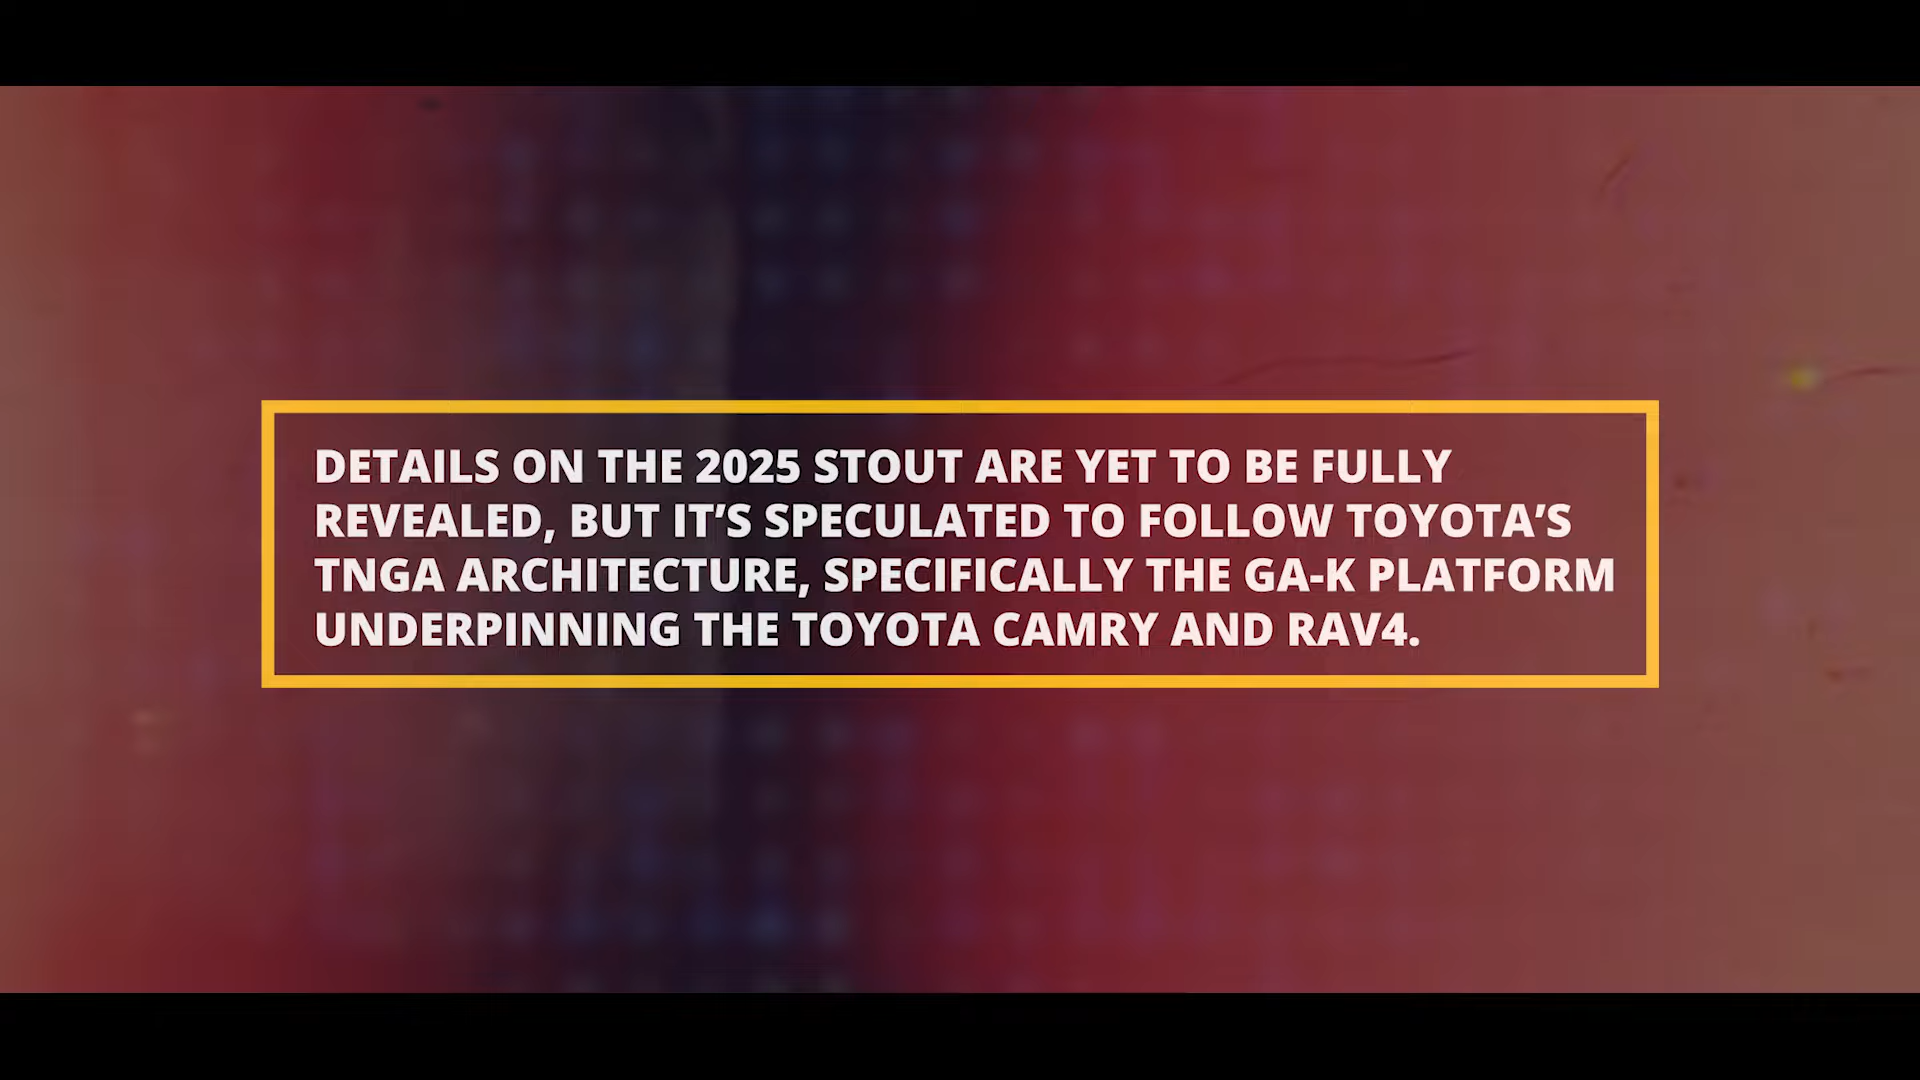 DETAILS ON THE 2025 STOUT ARE YET TO BE FULLY
REVEALED, BUT IT’S SPECULATED TO FOLLOW TOYOTA’S
TNGA ARCHITECTURE, SPECIFICALLY THE GA-K PLATFORM
UNDERPINNING THE TOYOTA CAMRY AND RAV4.